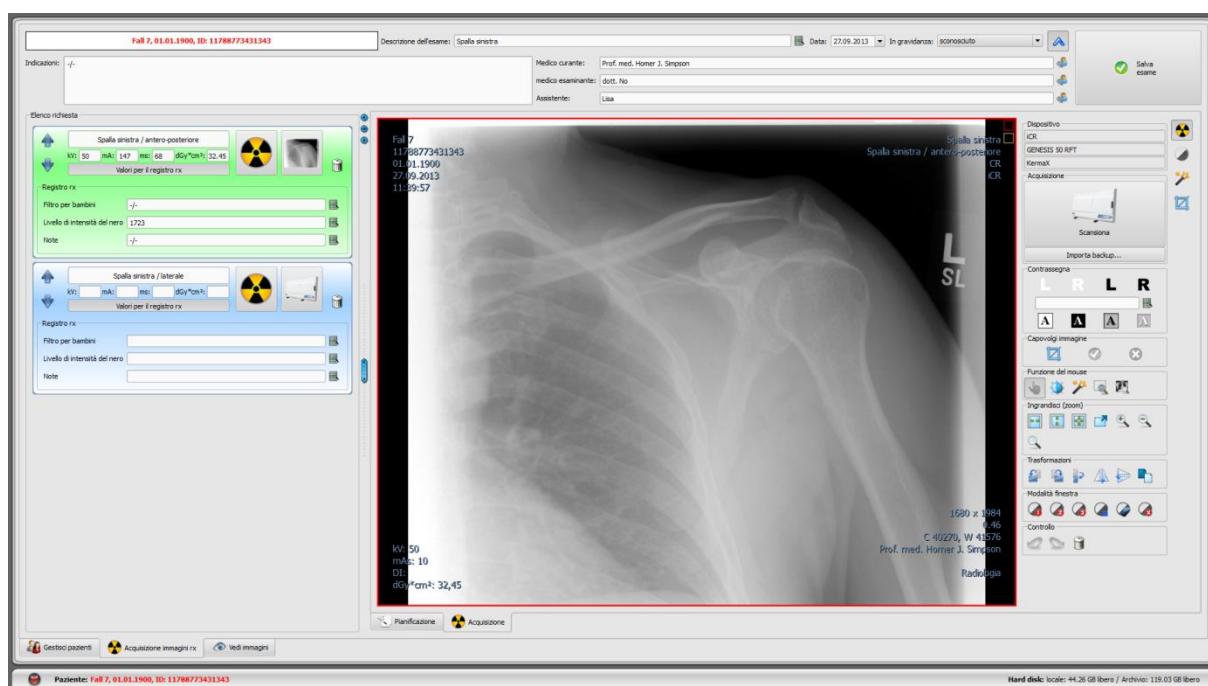 Fall 7, 01.01.1900, ID: 11788773431343
Descrizione dell'esame: Spalla sinistra
Data: 27.09.2013 In gravidanza: sconosciuto
Salva esame
Indicazioni: -/-
Medico curante: Prof. med. Homer J. Simpson
medico esaminante: dott. No
Assistente: Lisa
Elenco richiesta
Spalla sinistra / antero-posteriore
kV: 50 mA: 147 ms: 68 dGy*cm²: 32.45
Valori per il registro rx
Registro rx
Filtro per bambini -/-
Livello di intensità del nero 1723
Note -/-
Spalla sinistra / laterale
kV: mA: ms: dGy*cm²:
Valori per il registro rx
Registro rx
Filtro per bambini
Livello di intensità del nero
Note
Fall 7
11788773431343
01.01.1900
27.09.2013
11:39:57
Spalla sinistra
Spalla sinistra / antero-posteriore
CR
iCR
L
SL
1680 x 1984
0.46
C 40270, W 41576
Prof. med. Homer J. Simpson
Radiologia
kV: 50
mAs: 10
DI:
dGy*cm²: 32,45
Dispositivo
iCR
GENESIS 50 RFT
KermaX
Acquisizione
Scansiona
Importa backup...
Contrassegna
L R L R
A A A A
Capovolgi immagine
Funzione del mouse
Ingrandisci (zoom)
Trasformazioni
Modalità finestra
Controllo
Pianificazione Acquisizione
Gestisci pazienti Acquisizione immagini rx Vedi immagini
Paziente: Fall 7, 01.01.1900, ID: 11788773431343
Hard disk: locale: 44.26 GB libero / Archivio: 119.03 GB libero